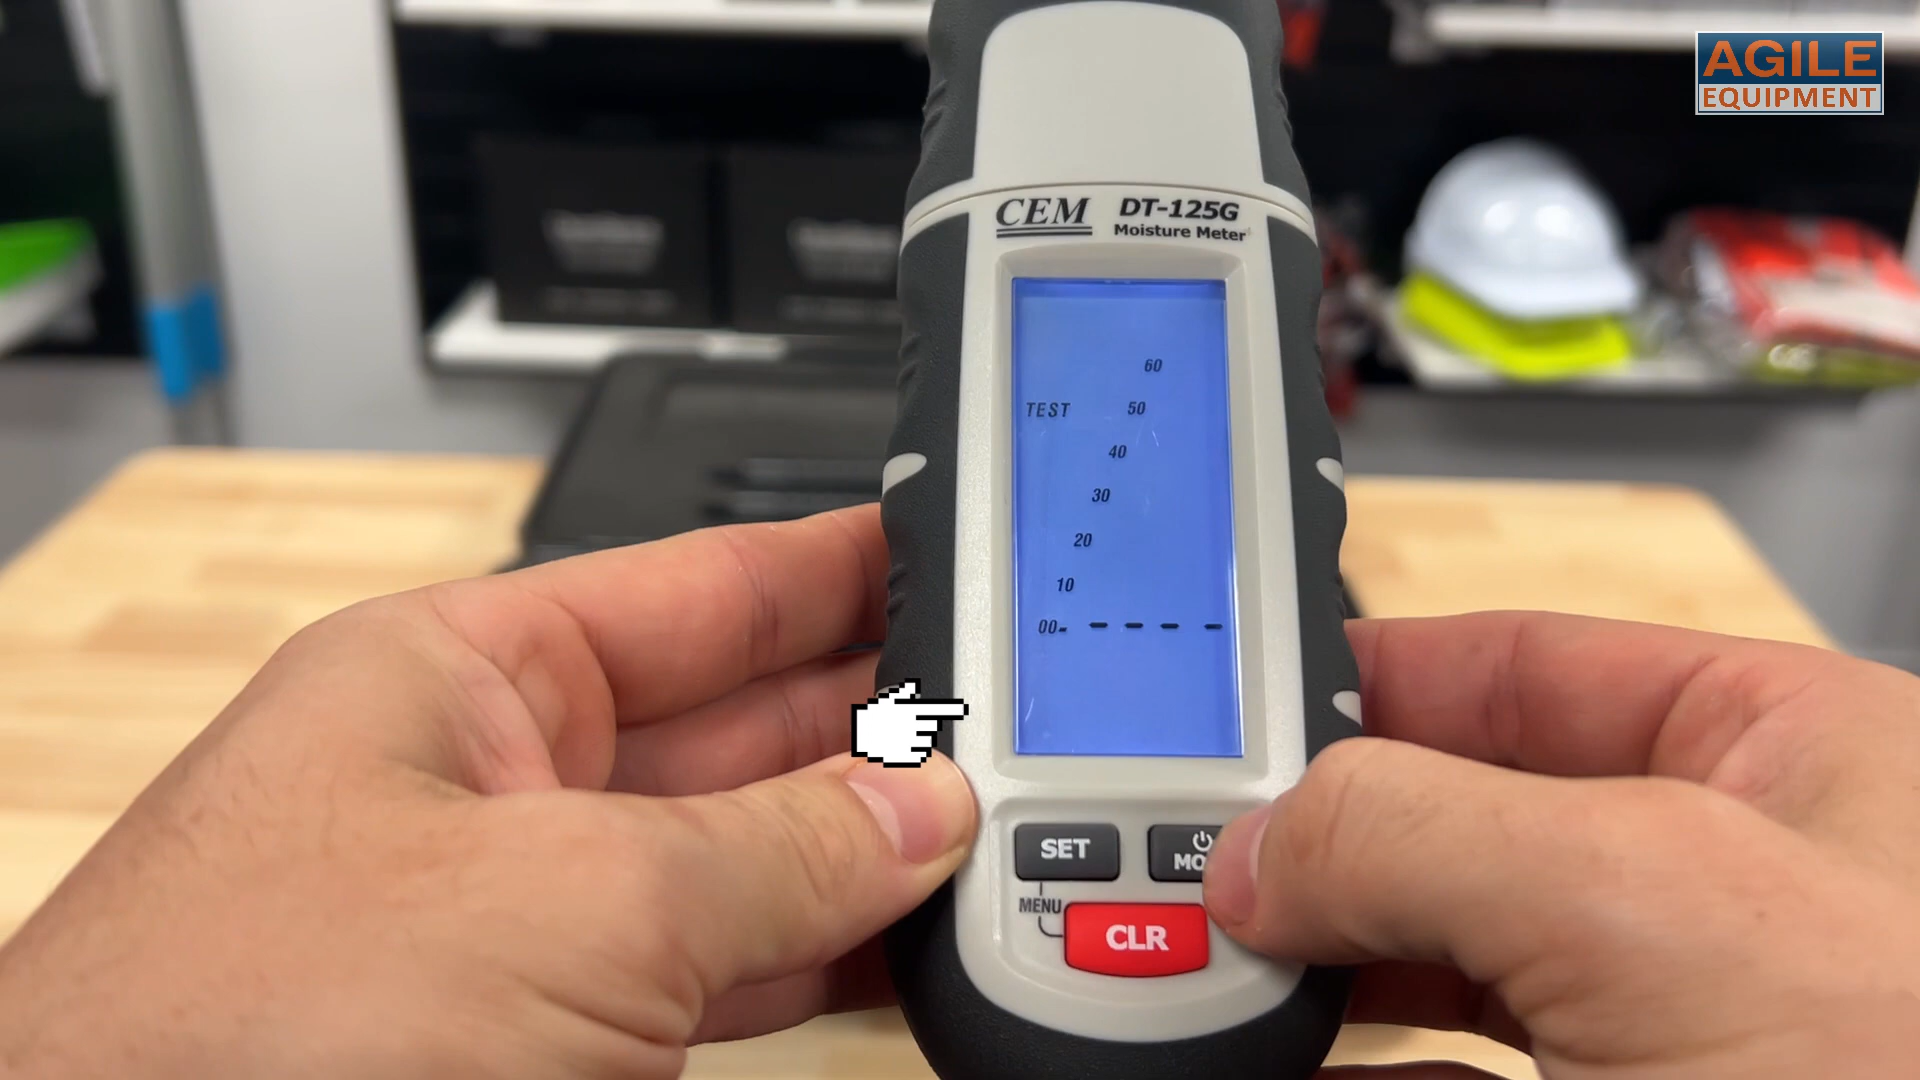 AGILE
EQUIPMENT
CEM
DT-125G
Moisture Meter
60
TEST
50
40
30
20
10
00- - - - -
SET
MENU
CLR